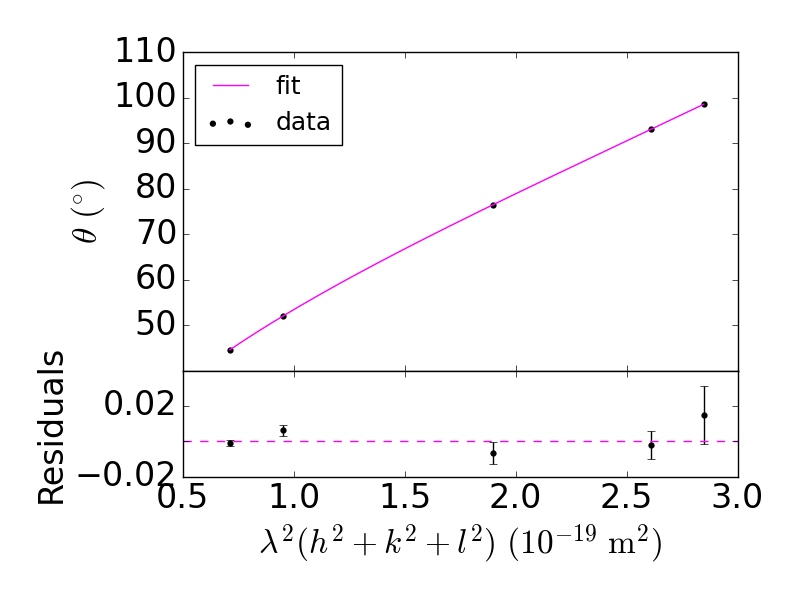 110
100
90
80
70
60
50
θ (°)
fit
data
Residuals
0.02
−0.02
0.5 1.0 1.5 2.0 2.5 3.0
λ²(h² + k² + l²) (10⁻¹⁹ m²)